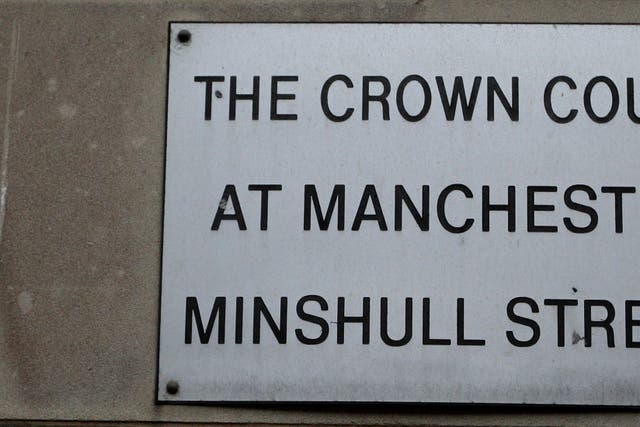 THE CROWN COU
AT MANCHEST
MINSHULL STRE